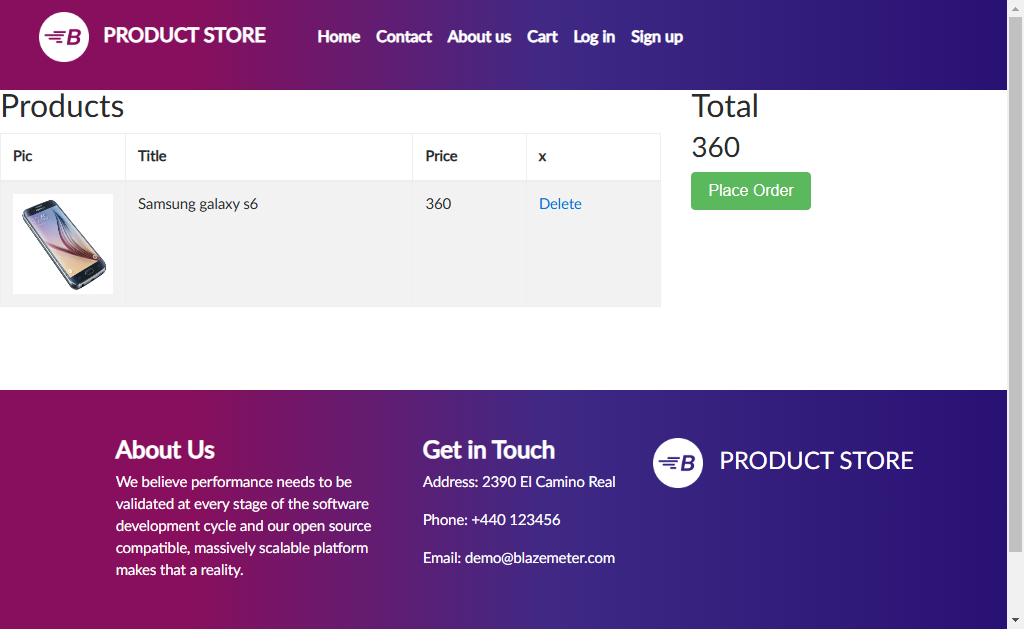 B PRODUCT STORE Home Contact About us Cart Log in Sign up
Products
Total
360
Place Order
Pic Title Price x
Samsung galaxy s6 360 Delete
About Us
We believe performance needs to be
validated at every stage of the software
development cycle and our open source
compatible, massively scalable platform
makes that a reality.
Get in Touch
Address: 2390 El Camino Real
Phone: +440 123456
Email: demo@blazemeter.com
B PRODUCT STORE